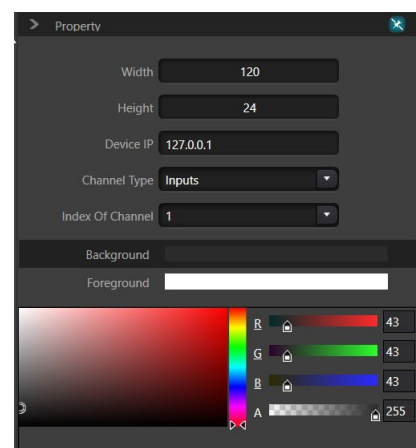 Property
Width 120
Height 24
Device IP 127.0.0.1
Channel Type Inputs
Index Of Channel 1
Background
Foreground
R 43
G 43
B 43
A 255